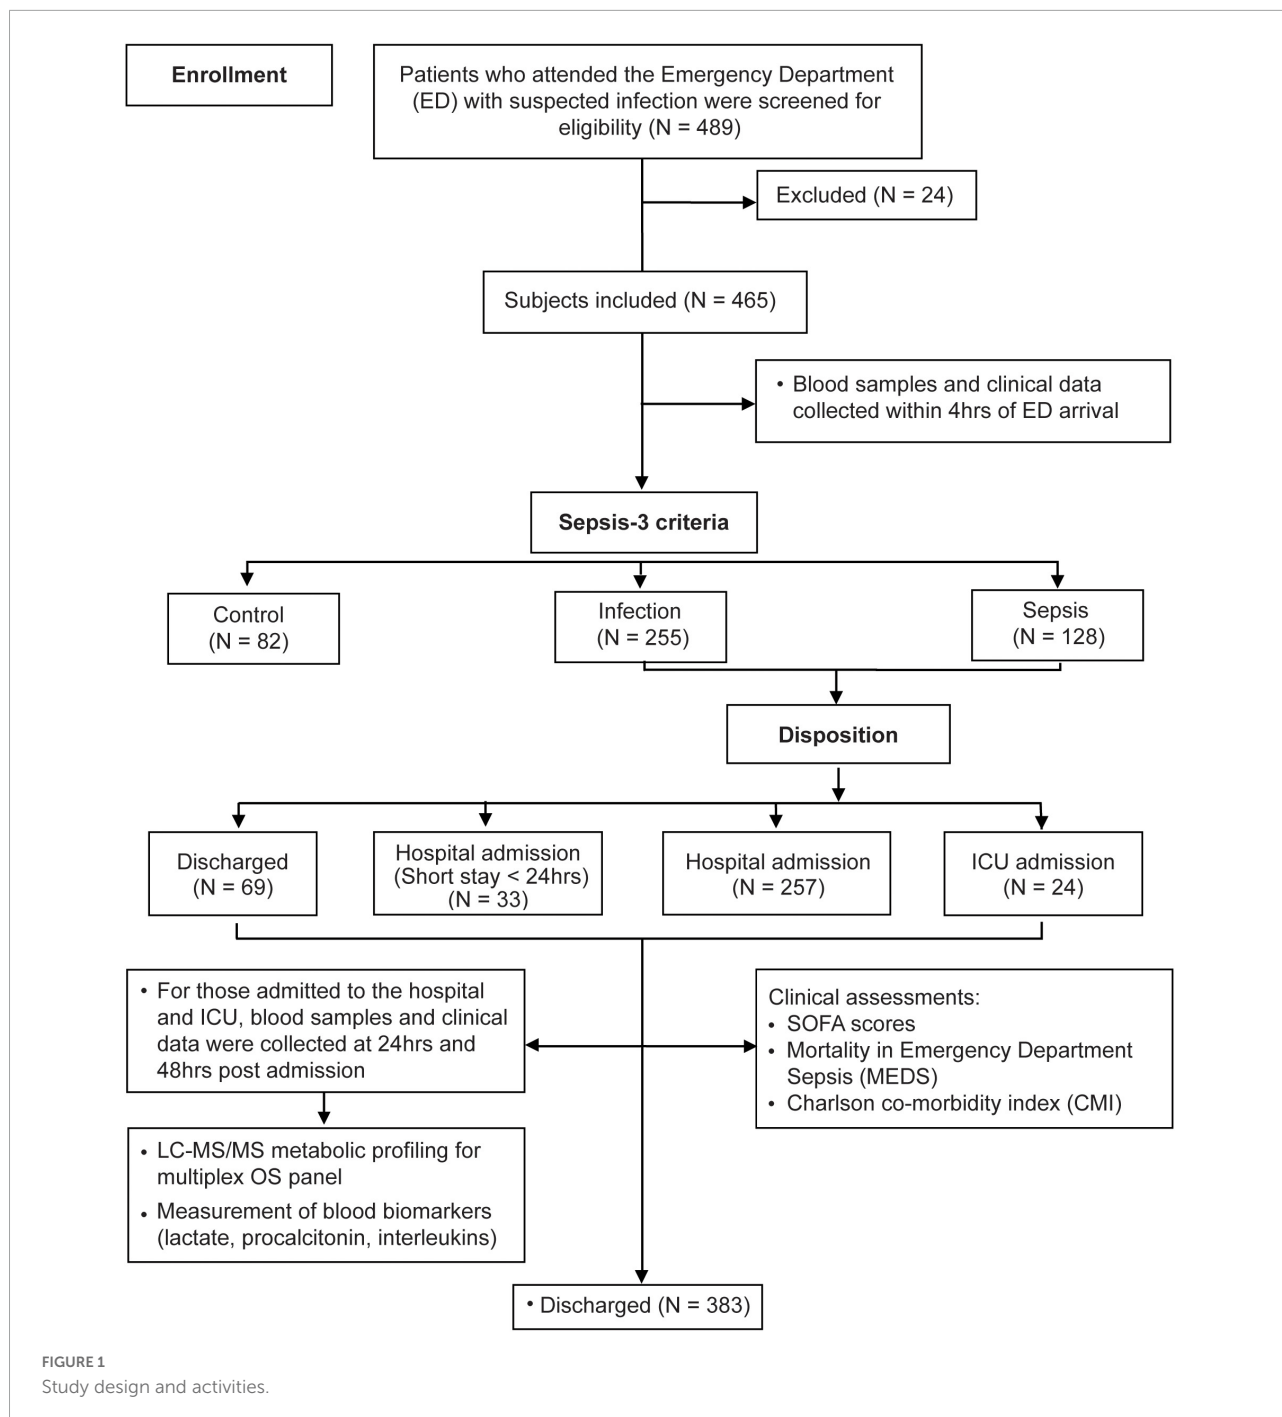 Enrollment
Patients who attended the Emergency Department
(ED) with suspected infection were screened for
eligibility (N = 489)
Excluded (N = 24)
Subjects included (N = 465)
• Blood samples and clinical data
collected within 4hrs of ED arrival
Sepsis-3 criteria
Control
(N = 82)
Infection
(N = 255)
Sepsis
(N = 128)
Disposition
Discharged
(N = 69)
Hospital admission
(Short stay < 24hrs)
(N = 33)
Hospital admission
(N = 257)
ICU admission
(N = 24)
• For those admitted to the hospital
and ICU, blood samples and clinical
data were collected at 24hrs and
48hrs post admission
Clinical assessments:
• SOFA scores
• Mortality in Emergency Department
Sepsis (MEDS)
• Charlson co-morbidity index (CMI)
• LC-MS/MS metabolic profiling for
multiplex OS panel
• Measurement of blood biomarkers
(lactate, procalcitonin, interleukins)
• Discharged (N = 383)
FIGURE 1
Study design and activities.